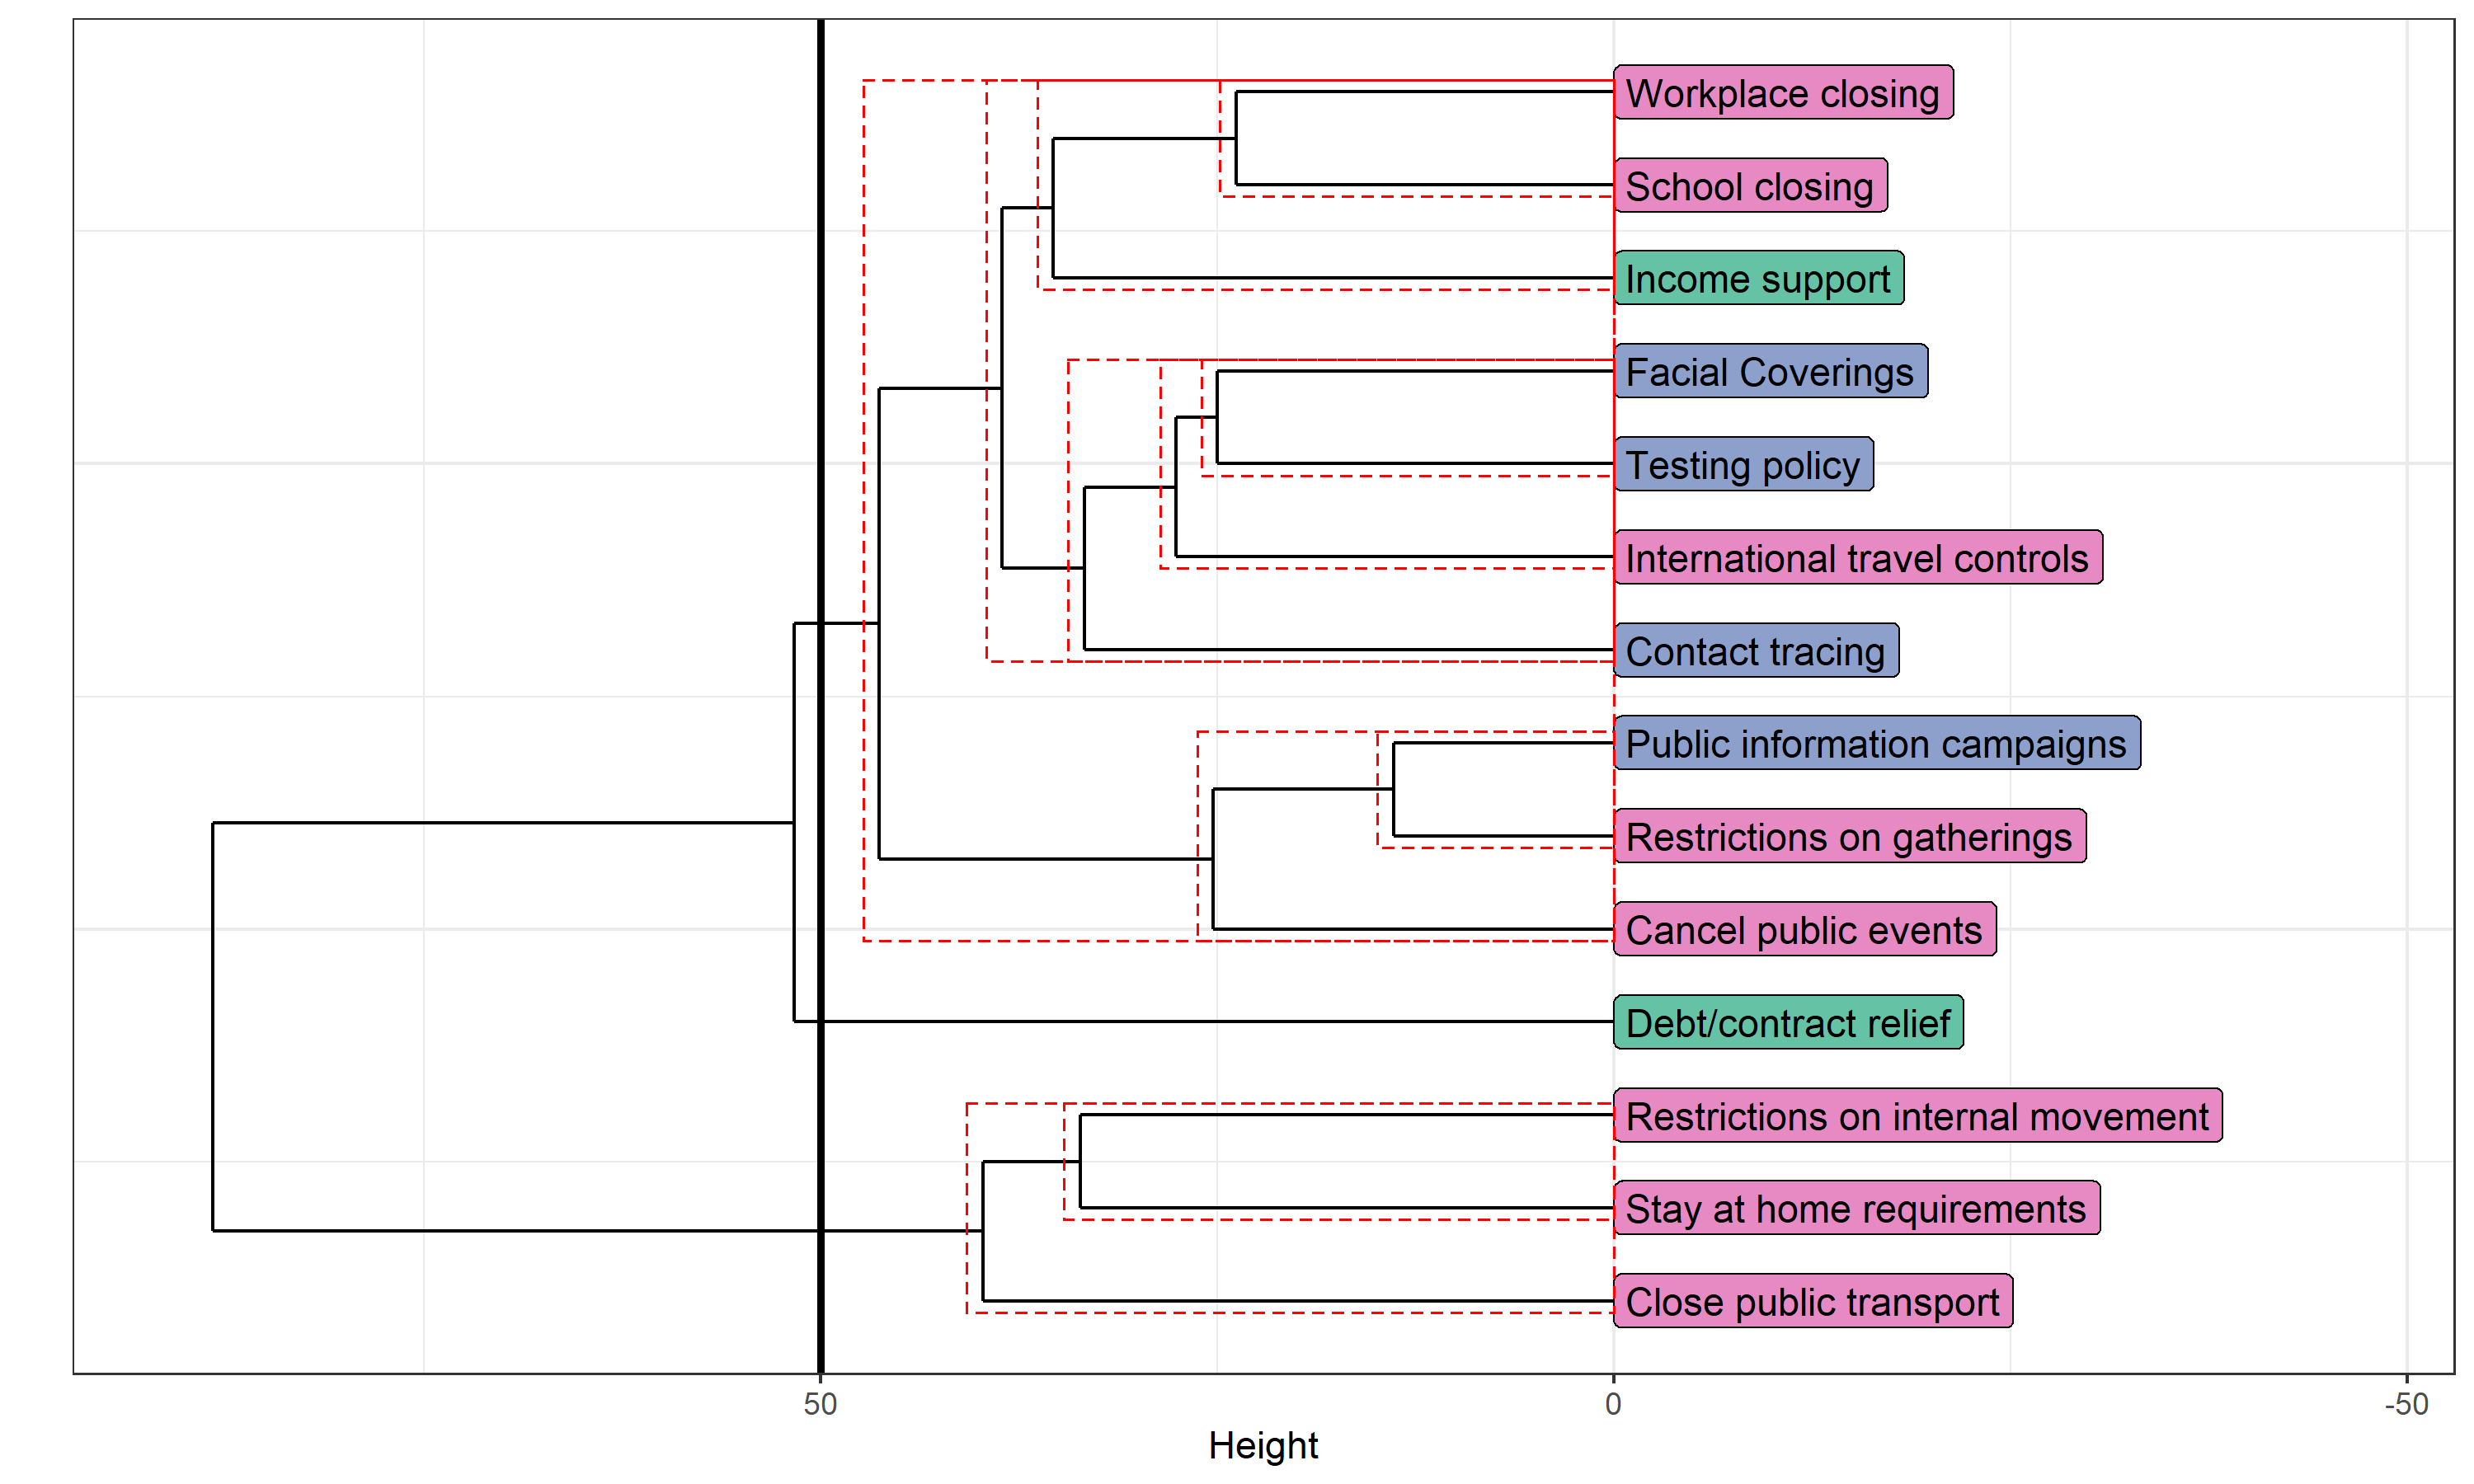 Workplace closing
School closing
Income support
Facial Coverings
Testing policy
International travel controls
Contact tracing
Public information campaigns
Restrictions on gatherings
Cancel public events
Debt/contract relief
Restrictions on internal movement
Stay at home requirements
Close public transport
50 0 -50
Height